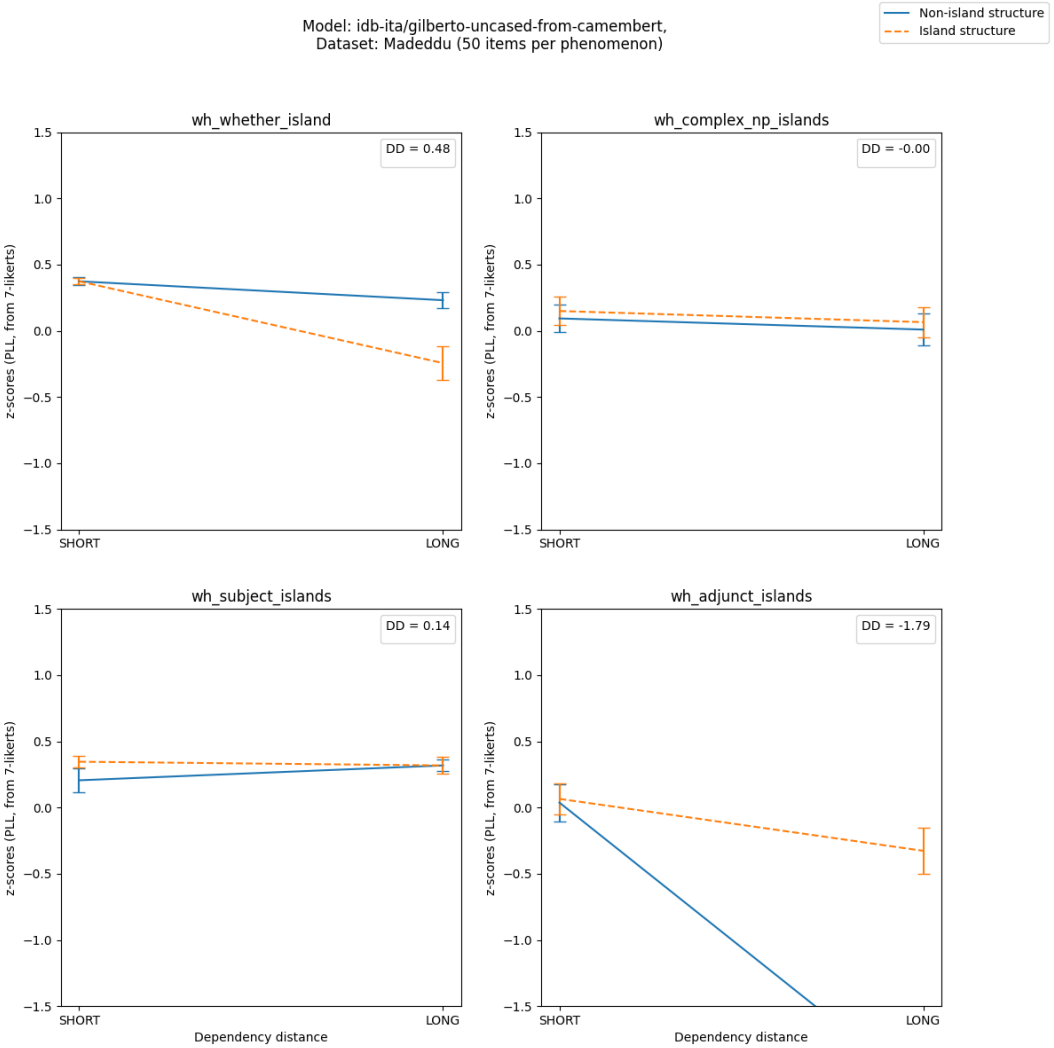 Model: idb-ita/gilberto-uncased-from-camembert,
Dataset: Madeddu (50 items per phenomenon)
Non-island structure
Island structure
wh_whether_island
DD = 0.48
1.5
1.0
0.5
0.0
−0.5
−1.0
−1.5
z-scores (PLL, from 7-likerts)
SHORT
LONG
wh_complex_np_islands
DD = -0.00
1.5
1.0
0.5
0.0
−0.5
−1.0
−1.5
z-scores (PLL, from 7-likerts)
SHORT
LONG
wh_subject_islands
DD = 0.14
1.5
1.0
0.5
0.0
−0.5
−1.0
−1.5
z-scores (PLL, from 7-likerts)
SHORT
LONG
Dependency distance
wh_adjunct_islands
DD = -1.79
1.5
1.0
0.5
0.0
−0.5
−1.0
−1.5
z-scores (PLL, from 7-likerts)
SHORT
LONG
Dependency distance